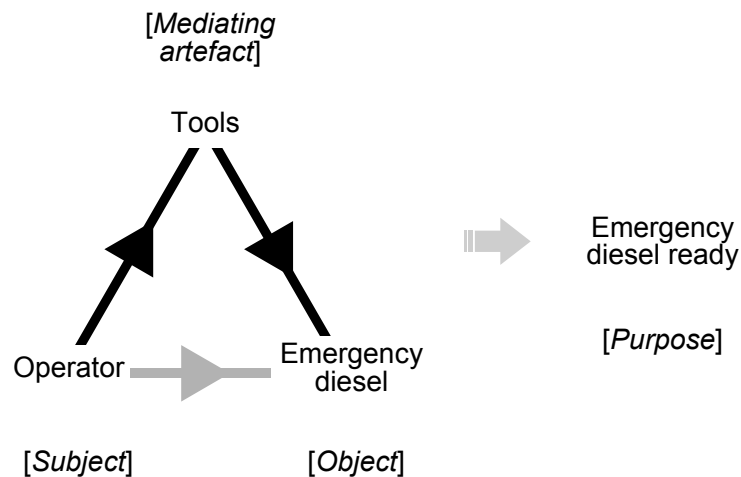 [Mediating
artefact]
Tools
Emergency
diesel ready
Operator
Emergency
diesel
[Purpose]
[Subject]
[Object]